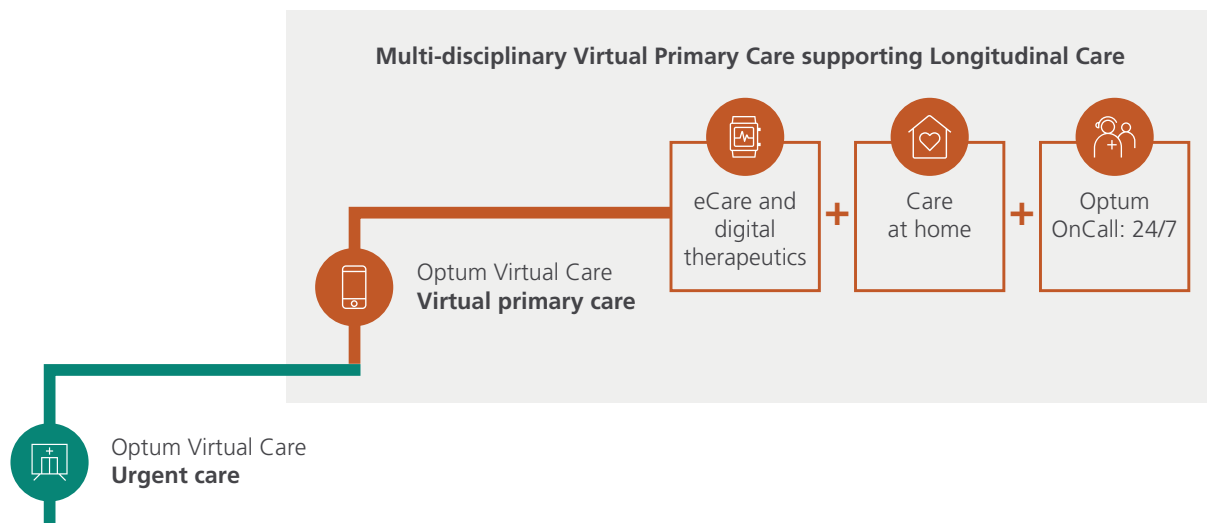 Multi-disciplinary Virtual Primary Care supporting Longitudinal Care
eCare and
digital
therapeutics
+
Care
at home
+
Optum
OnCall: 24/7
Optum Virtual Care
Virtual primary care
Optum Virtual Care
Urgent care